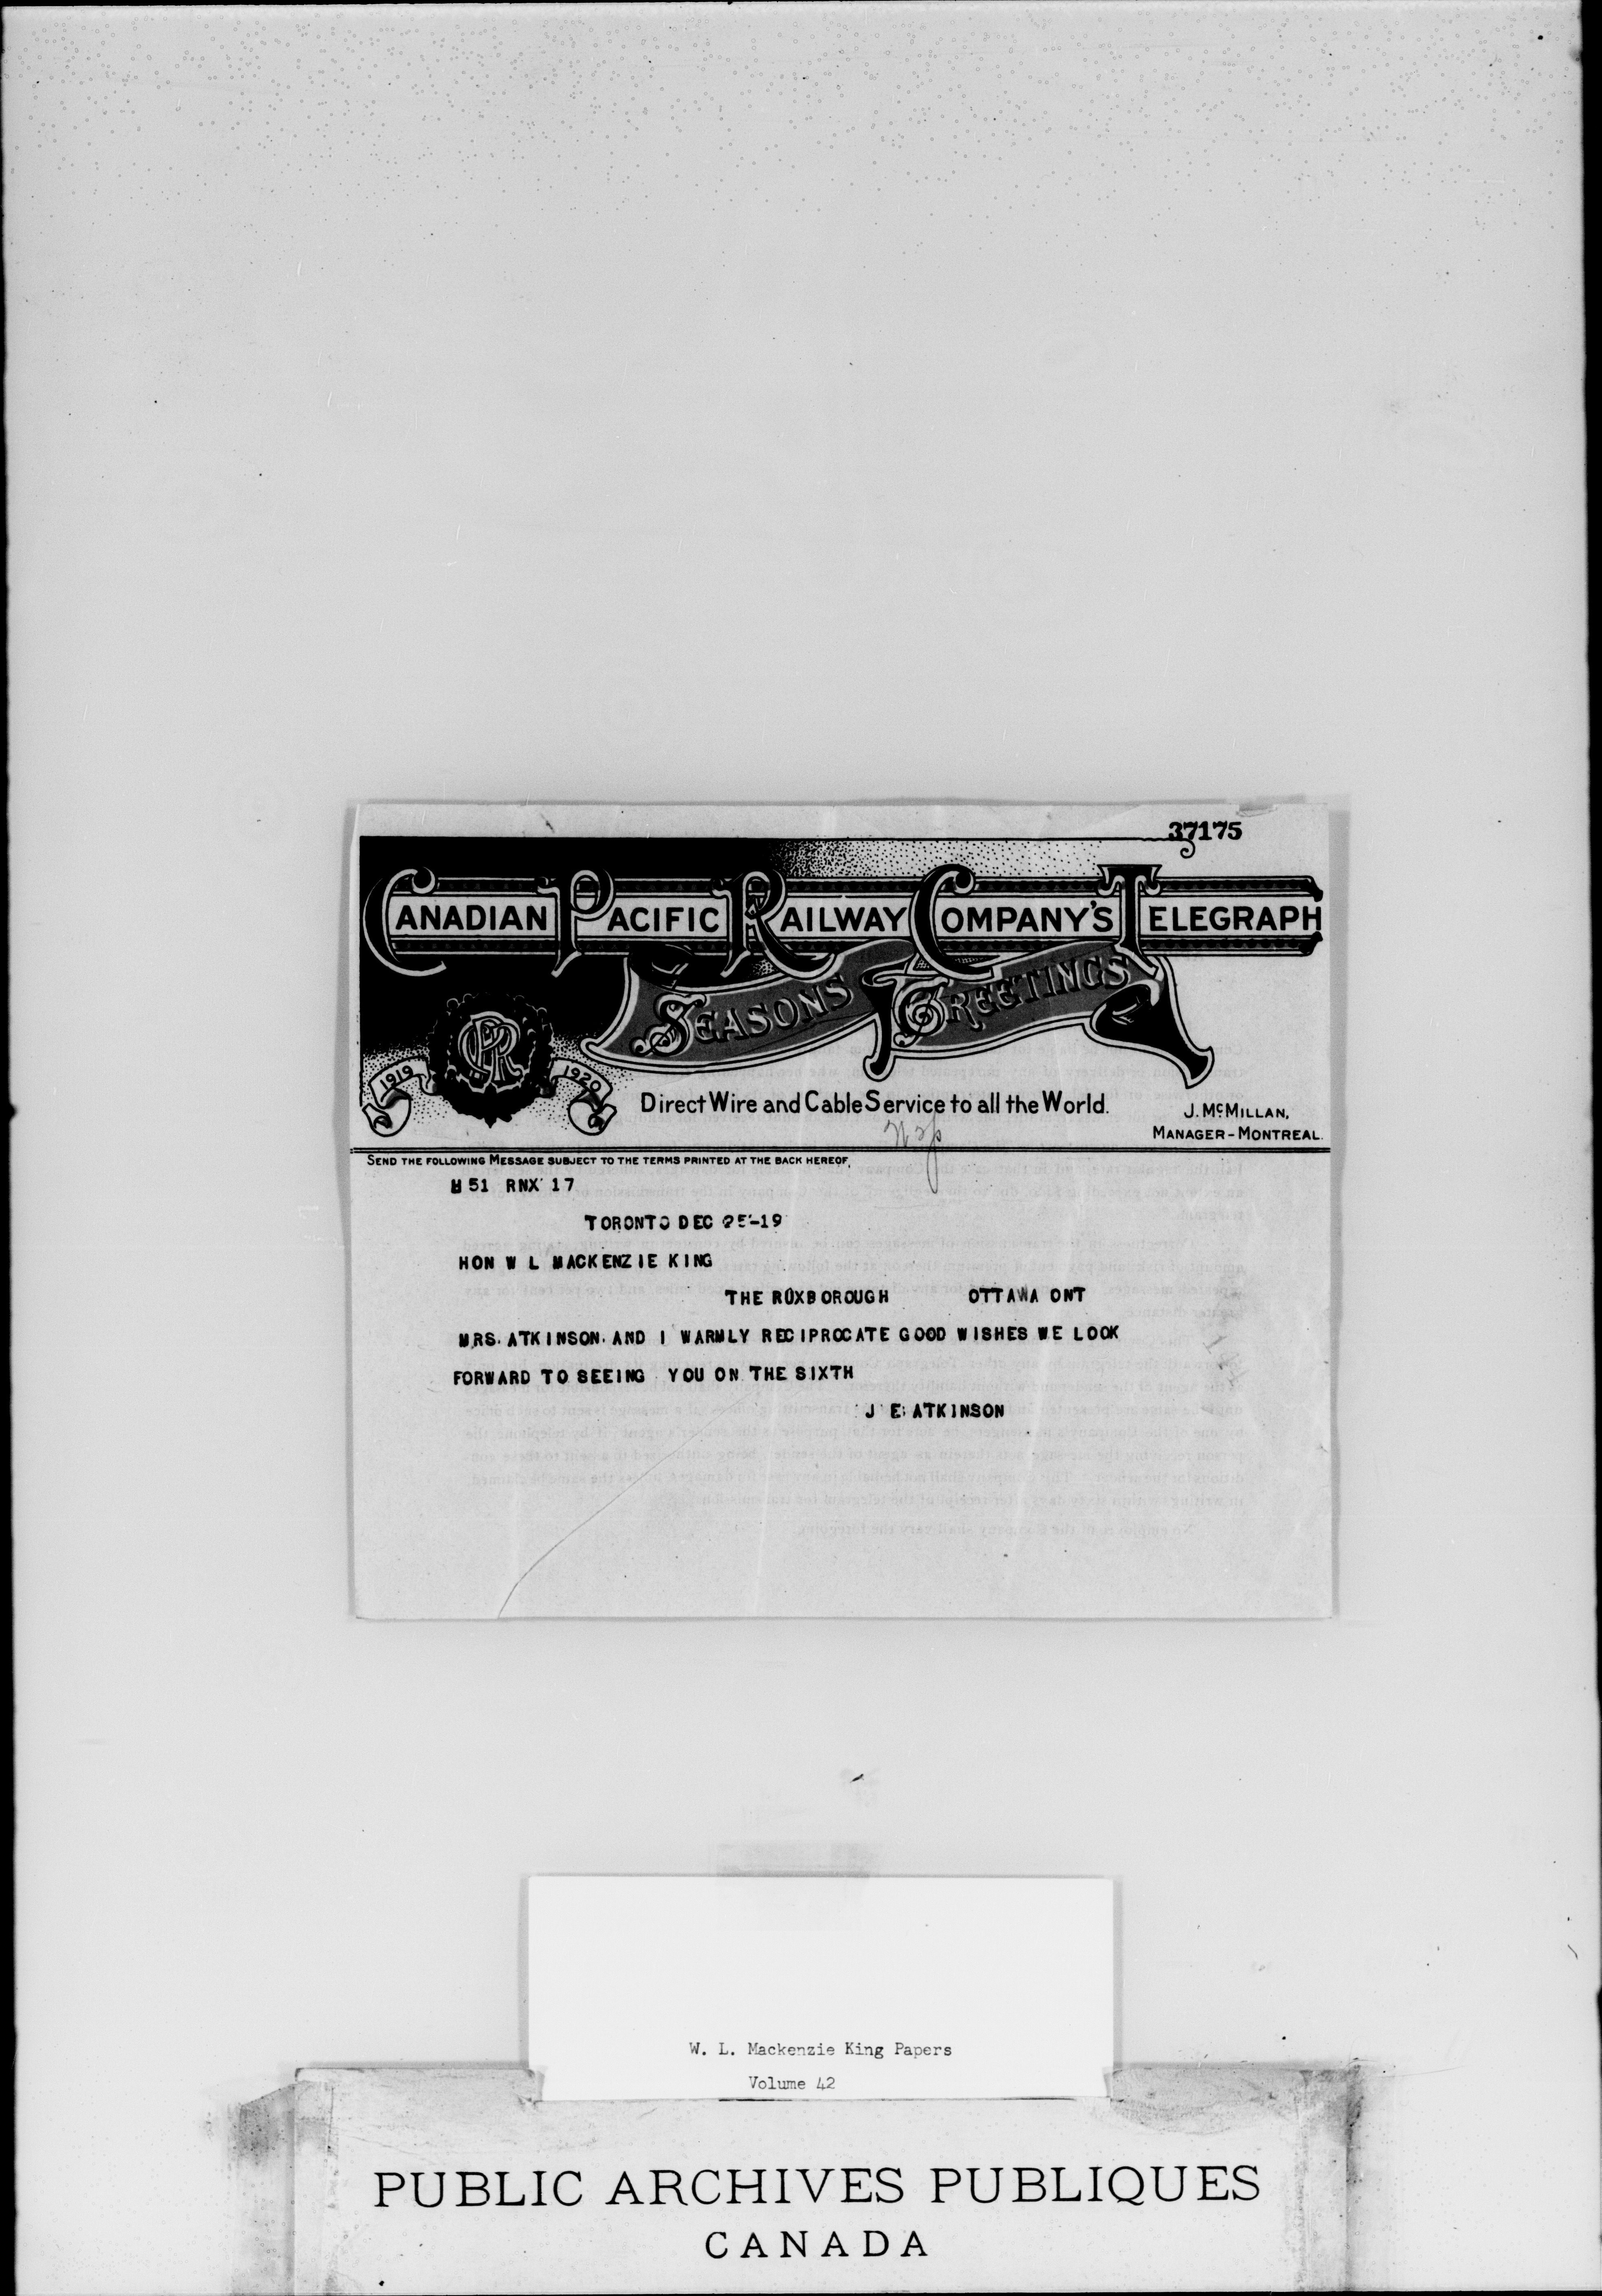 37175
CANADIAN PACIFIC RAILWAY COMPANY'S TELEGRAPH
SEASONS GREETINGS
CPR
1919 1920
Direct Wire and Cable Service to all the World.
J. McMILLAN,
MANAGER-MONTREAL.
SEND THE FOLLOWING MESSAGE SUBJECT TO THE TERMS PRINTED AT THE BACK HEREOF.
H 51 RNX 17
TORONTO DEC 25-19
HON W L MACKENZIE KING
THE ROXBOROUGH OTTAWA ONT
MRS. ATKINSON. AND I WARMLY RECIPROCATE GOOD WISHES WE LOOK
FORWARD TO SEEING YOU ON THE SIXTH
J E ATKINSON
W. L. Mackenzie King Papers
Volume 42
PUBLIC ARCHIVES PUBLIQUES
CANADA